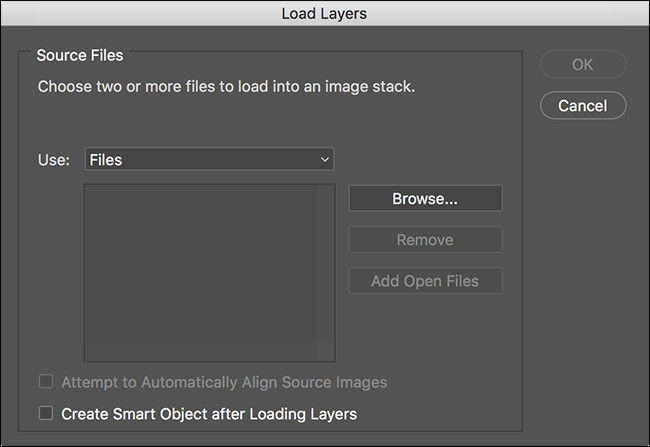 Load Layers
Source Files
Choose two or more files to load into an image stack.
OK
Cancel
Use: Files
Browse...
Remove
Add Open Files
Attempt to Automatically Align Source Images
Create Smart Object after Loading Layers